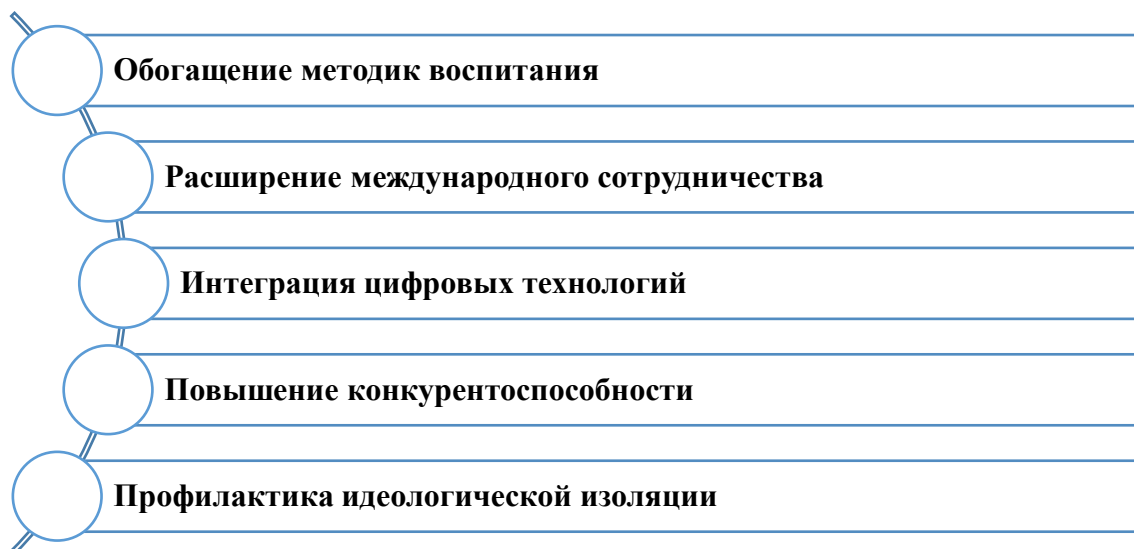 Обогащение методик воспитания
Расширение международного сотрудничества
Интеграция цифровых технологий
Повышение конкурентоспособности
Профилактика идеологической изоляции